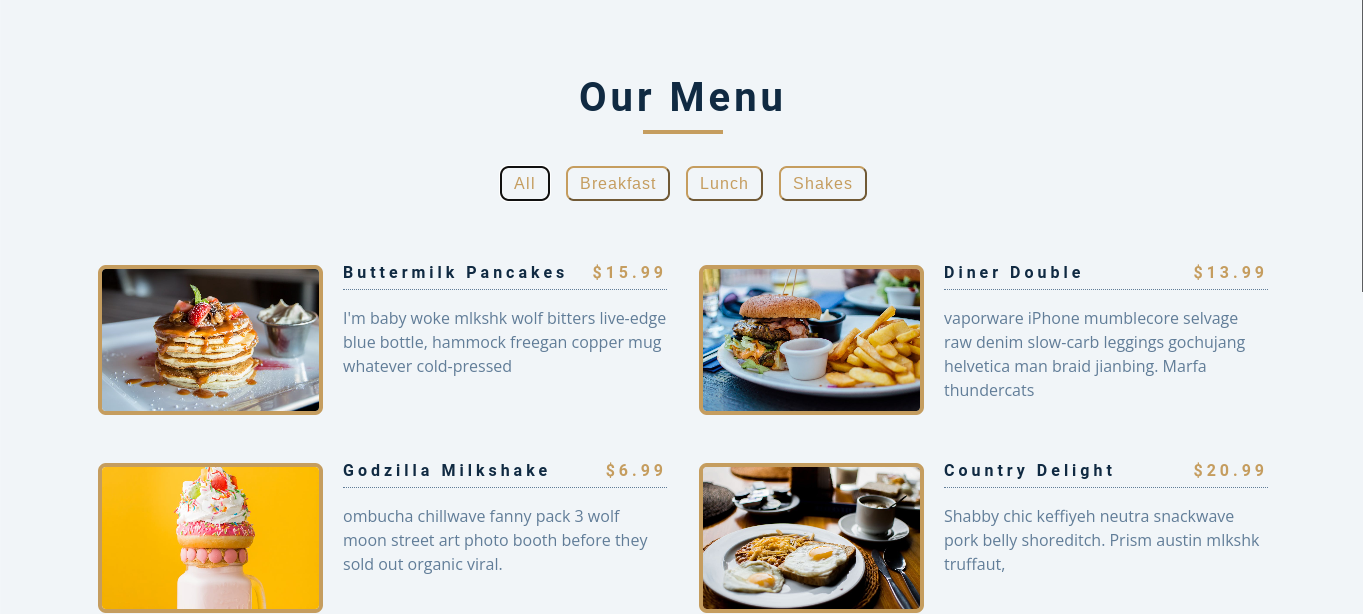 Our Menu
All Breakfast Lunch Shakes
Buttermilk Pancakes $15.99
I'm baby woke mlkshk wolf bitters live-edge
blue bottle, hammock freegan copper mug
whatever cold-pressed
Diner Double $13.99
vaporware iPhone mumblecore selvage
raw denim slow-carb leggings gochujang
helvetica man braid jianbing. Marfa
thundercats
Godzilla Milkshake $6.99
ombucha chillwave fanny pack 3 wolf
moon street art photo booth before they
sold out organic viral.
Country Delight $20.99
Shabby chic keffiyeh neutra snackwave
pork belly shoreditch. Prism austin mlkshk
truffaut,